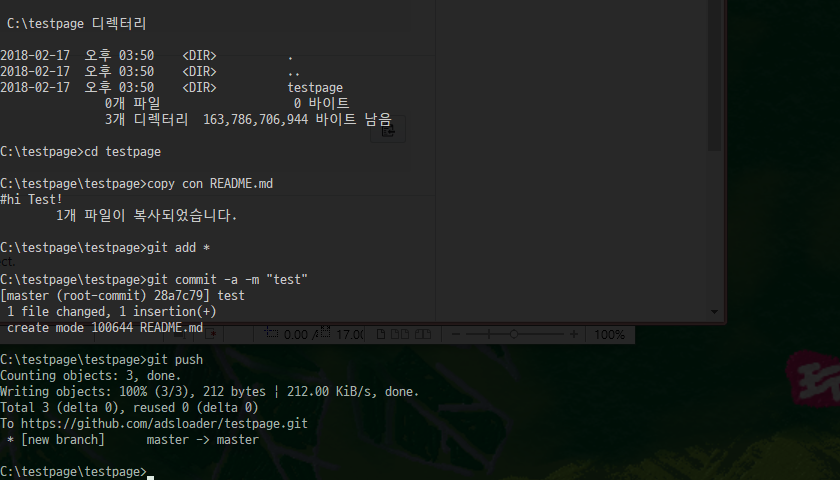 C:\testpage 디렉터리
2018-02-17  오후 03:50    <DIR>          .
2018-02-17  오후 03:50    <DIR>          ..
2018-02-17  오후 03:50    <DIR>          testpage
0개 파일                   0 바이트
3개 디렉터리  163,786,706,944 바이트 남음
C:\testpage>cd testpage
C:\testpage\testpage>copy con README.md
#hi Test!
1개 파일이 복사되었습니다.
C:\testpage\testpage>git add *
ct.
C:\testpage\testpage>git commit -a -m "test"
[master (root-commit) 28a7c79] test
1 file changed, 1 insertion(+)
create mode 100644 README.md
0.00 17.00 100%
C:\testpage\testpage>git push
Counting objects: 3, done.
Writing objects: 100% (3/3), 212 bytes ¦ 212.00 KiB/s, done.
Total 3 (delta 0), reused 0 (delta 0)
To https://github.com/adsloader/testpage.git
* [new branch]      master -> master
C:\testpage\testpage>